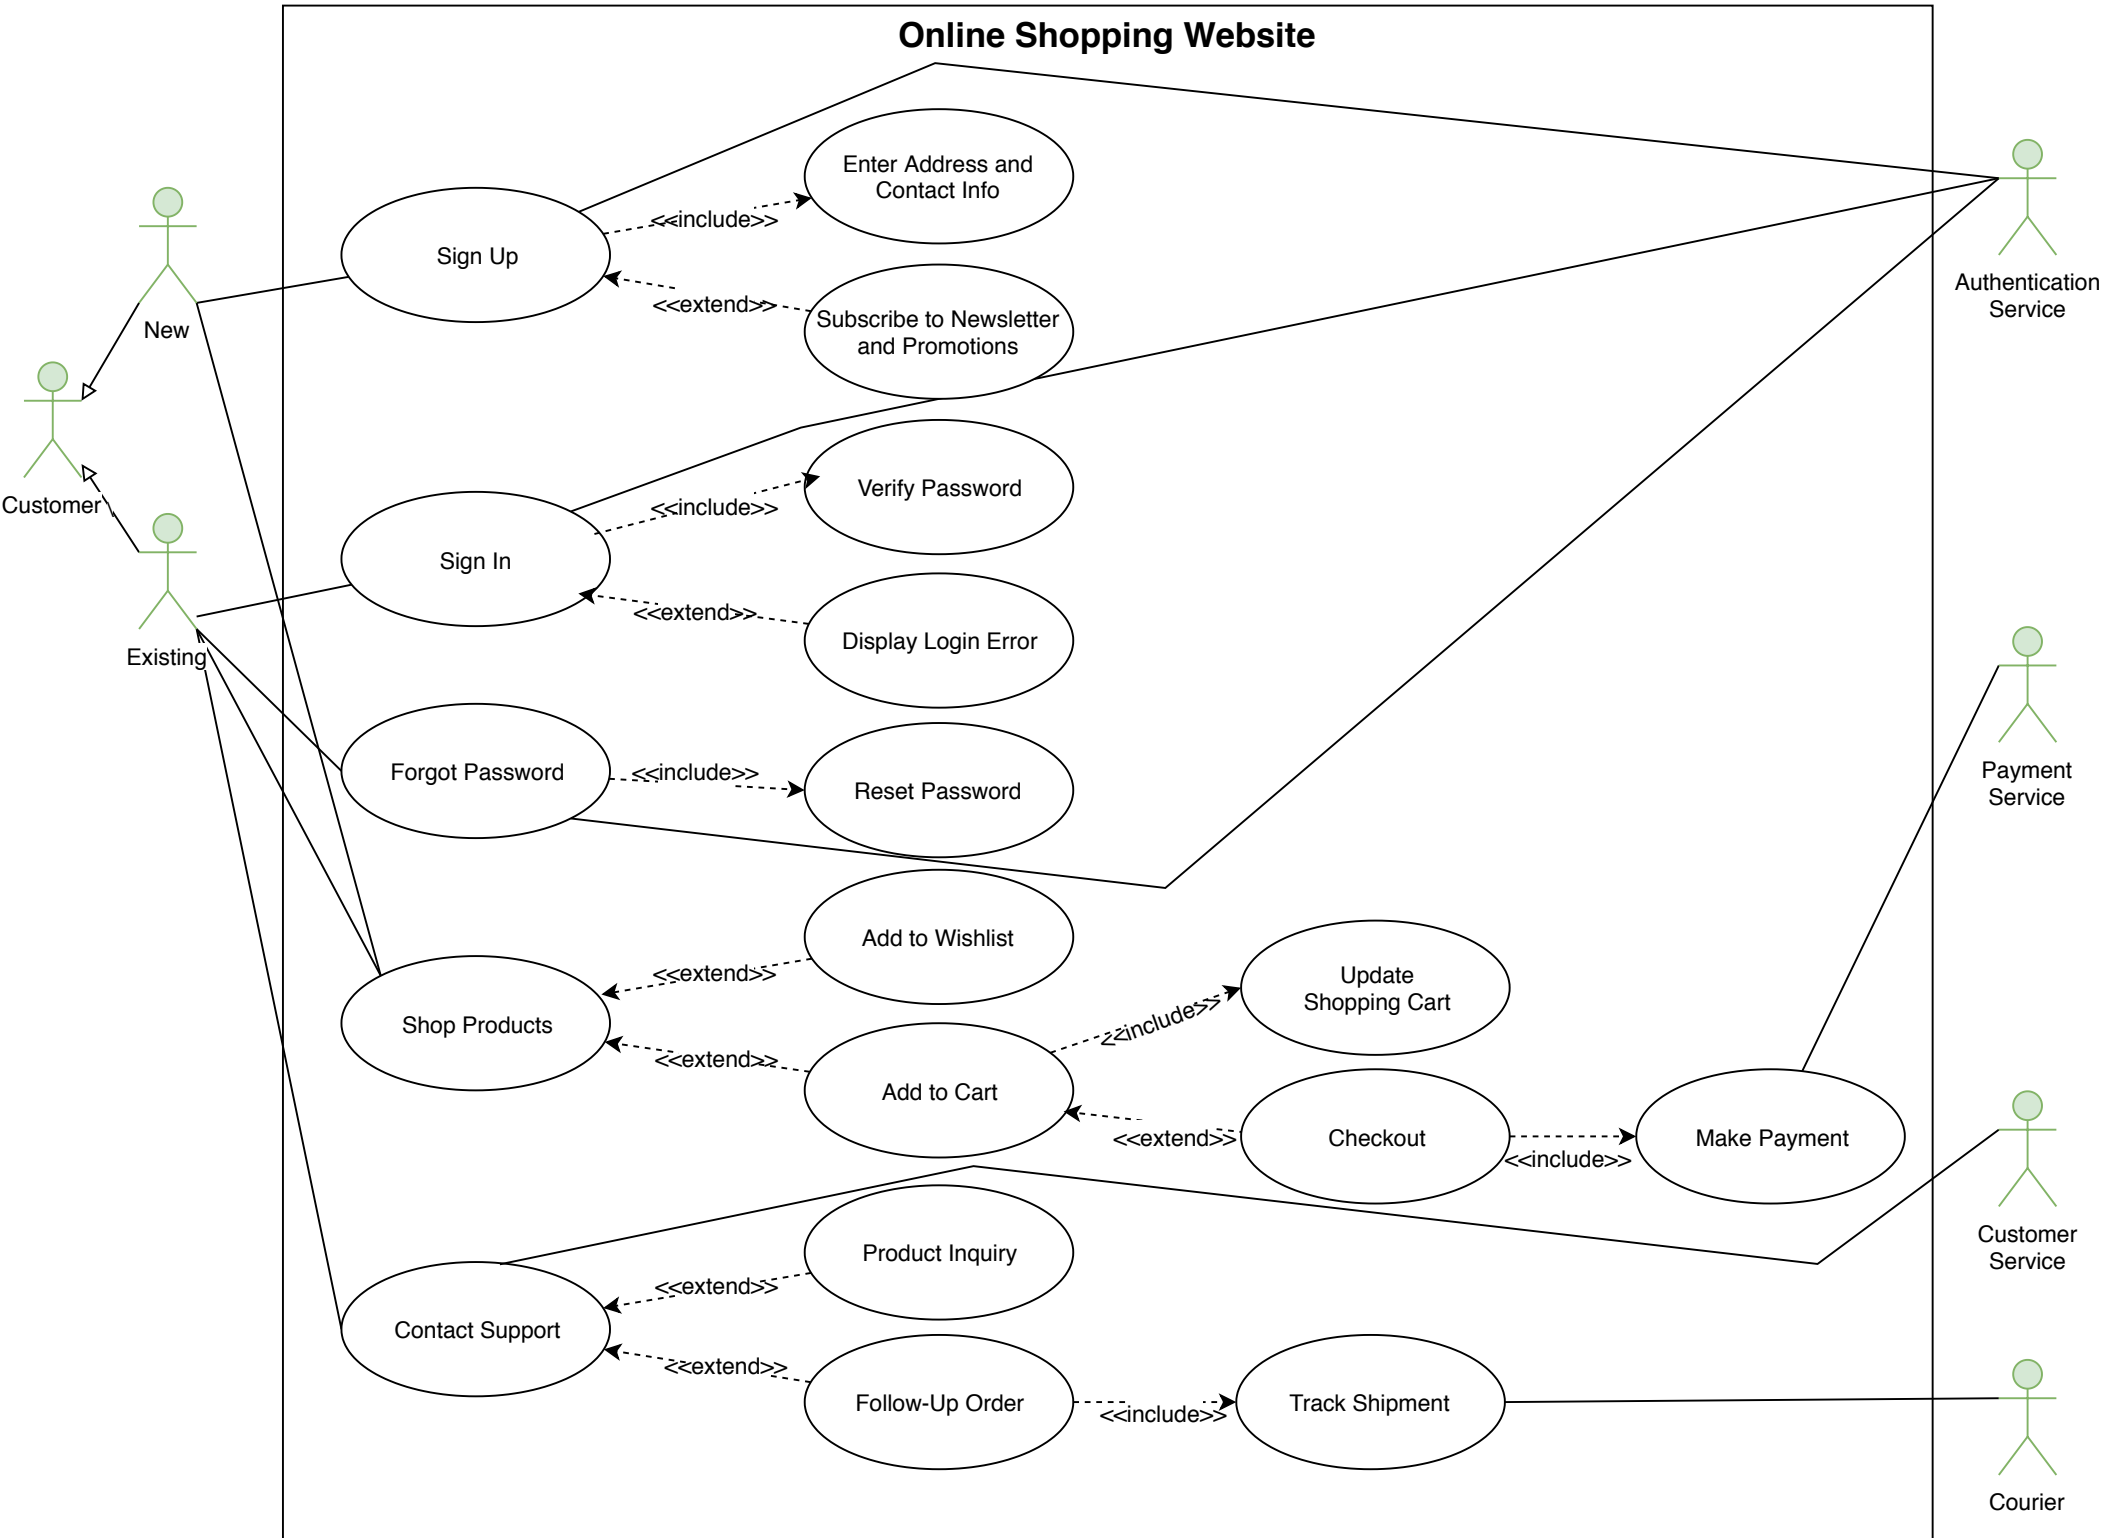 Online Shopping Website
Enter Address and
Contact Info
<<include>>
Sign Up
<<extend>>
Subscribe to Newsletter
and Promotions
New
Authentication
Service
Customer
Verify Password
<<include>>
Sign In
<<extend>>
Display Login Error
Existing
Forgot Password
<<include>>
Reset Password
Payment
Service
Add to Wishlist
<<extend>>
Shop Products
<<extend>>
Add to Cart
<<include>>
Update
Shopping Cart
<<extend>>
Checkout
<<include>>
Make Payment
Customer
Service
Product Inquiry
<<extend>>
Contact Support
<<extend>>
Follow-Up Order
<<include>>
Track Shipment
Courier